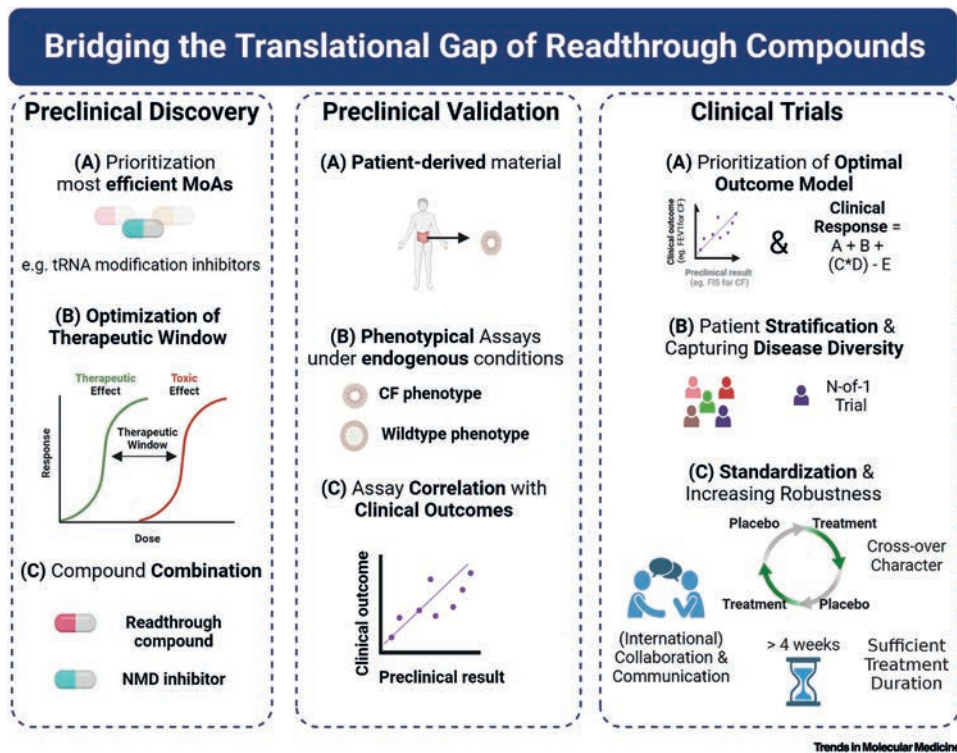 Bridging the Translational Gap of Readthrough Compounds
Preclinical Discovery
(A) Prioritization
most efficient MoAs
e.g. tRNA modification inhibitors
(B) Optimization of
Therapeutic Window
Therapeutic
Effect
Toxic
Effect
Therapeutic
Window
Response
Dose
(C) Compound Combination
Readthrough
compound
NMD inhibitor
Preclinical Validation
(A) Patient-derived material
(B) Phenotypical Assays
under endogenous conditions
CF phenotype
Wildtype phenotype
(C) Assay Correlation with
Clinical Outcomes
Clinical outcome
Preclinical result
Clinical Trials
(A) Prioritization of Optimal
Outcome Model
Clinical outcome
(eg. FEV1for CF)
Preclinical result
(eg. FIS for CF)
&
Clinical
Response =
A + B +
(C*D) - E
(B) Patient Stratification &
Capturing Disease Diversity
N-of-1
Trial
(C) Standardization &
Increasing Robustness
Placebo
Treatment
Treatment
Placebo
Cross-over
Character
(International)
Collaboration &
Communication
> 4 weeks
Sufficient
Treatment
Duration
Trends in Molecular Medicine